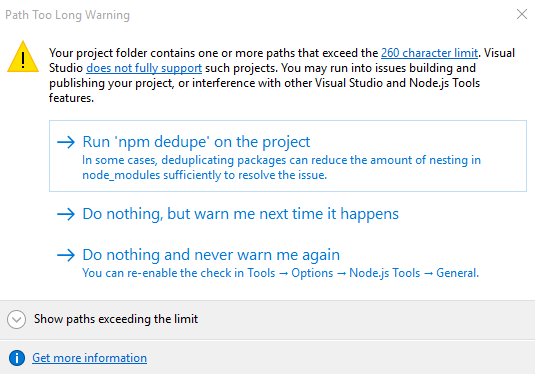 Path Too Long Warning
Your project folder contains one or more paths that exceed the 260 character limit. Visual
Studio does not fully support such projects. You may run into issues building and
publishing your project, or interference with other Visual Studio and Node.js Tools
features.
→ Run 'npm dedupe' on the project
In some cases, deduplicating packages can reduce the amount of nesting in
node_modules sufficiently to resolve the issue.
→ Do nothing, but warn me next time it happens
→ Do nothing and never warn me again
You can re-enable the check in Tools → Options → Node.js Tools → General.
Show paths exceeding the limit
Get more information